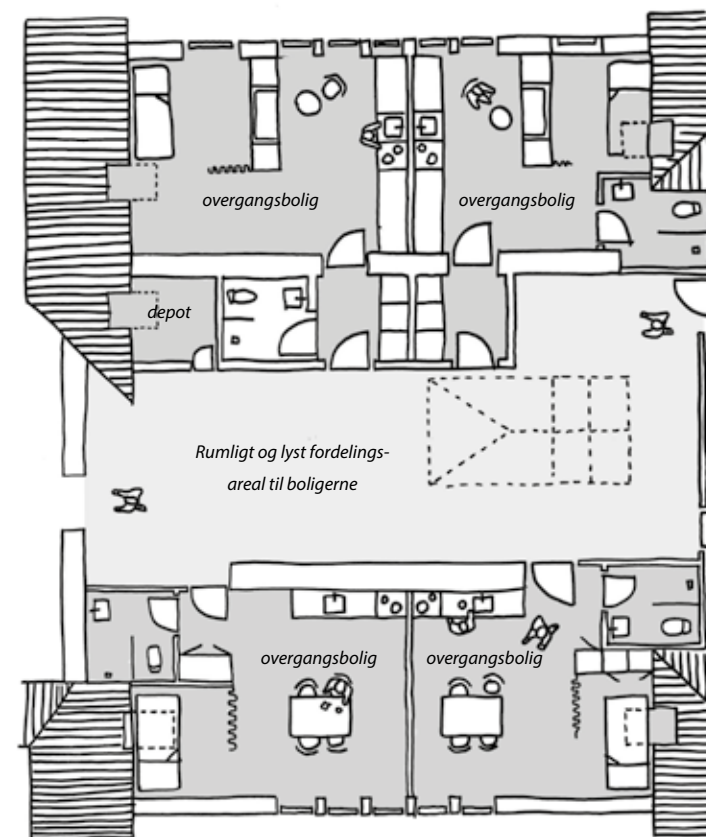 overgangsbolig
overgangsbolig
depot
Rumligt og lyst fordelings-
areal til boligerne
overgangsbolig
overgangsbolig